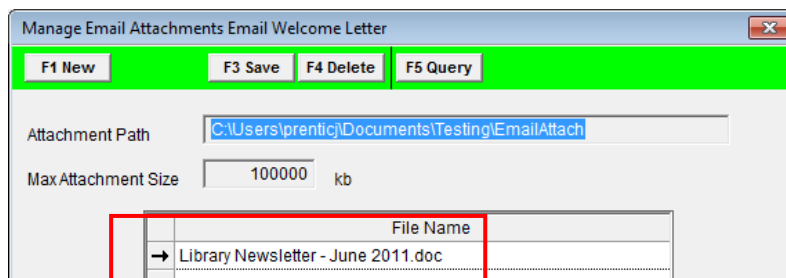 Manage Email Attachments Email Welcome Letter
F1 New F3 Save F4 Delete F5 Query
Attachment Path C:\Users\prenticj\Documents\Testing\EmailAttach
Max Attachment Size 100000 kb
File Name
Library Newsletter - June 2011.doc